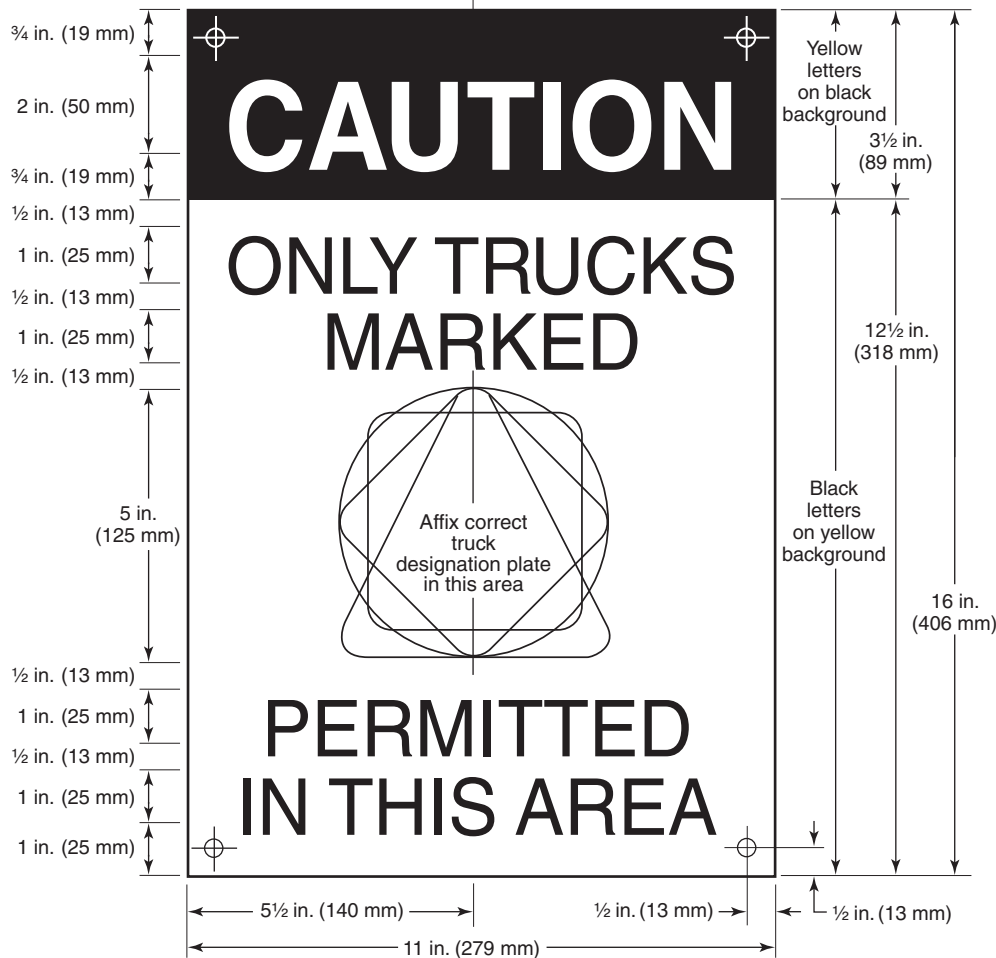 ¾ in. (19 mm)
2 in. (50 mm)
¾ in. (19 mm)
½ in. (13 mm)
1 in. (25 mm)
½ in. (13 mm)
1 in. (25 mm)
½ in. (13 mm)
5 in.
(125 mm)
½ in. (13 mm)
1 in. (25 mm)
½ in. (13 mm)
1 in. (25 mm)
1 in. (25 mm)
CAUTION
ONLY TRUCKS
MARKED
Affix correct
truck
designation plate
in this area
PERMITTED
IN THIS AREA
Yellow
letters
on black
background
3½ in.
(89 mm)
12½ in.
(318 mm)
Black
letters
on yellow
background
16 in.
(406 mm)
5½ in. (140 mm)
½ in. (13 mm)
½ in. (13 mm)
11 in. (279 mm)